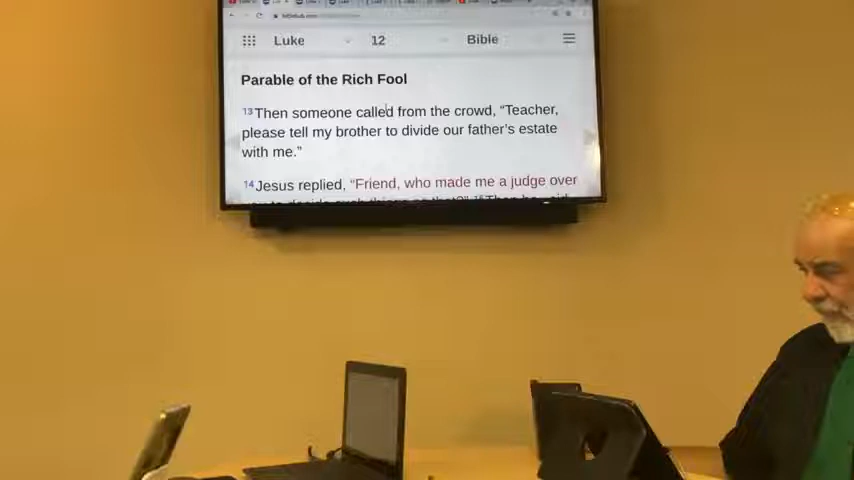 Luke 12 Bible
Parable of the Rich Fool
13Then someone called from the crowd, “Teacher,
please tell my brother to divide our father's estate
with me.”
14Jesus replied, “Friend, who made me a judge over